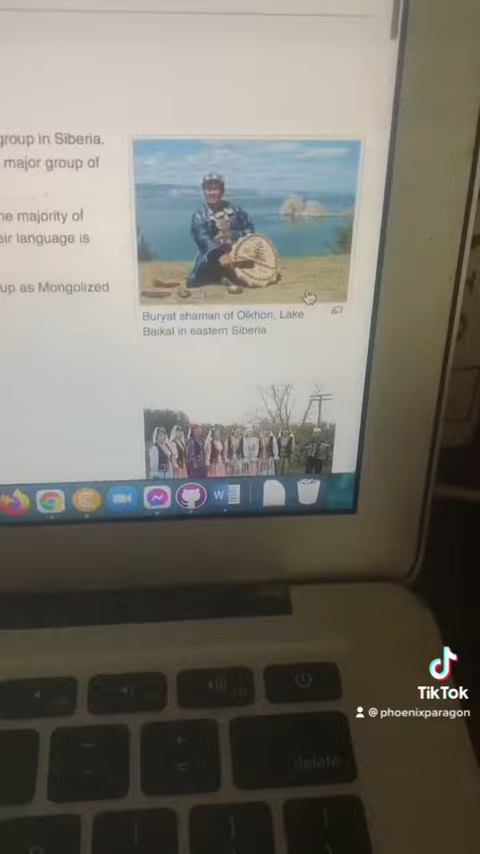 group in Siberia.
major group of
he majority of
eir language is
up as Mongolized
Buryat shaman of Olkhon, Lake
Baikal in eastern Siberia
W
delete
TikTok
@phoenixparagon